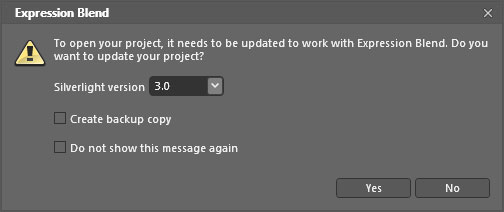 Expression Blend
To open your project, it needs to be updated to work with Expression Blend. Do you
want to update your project?
Silverlight version 3.0
Create backup copy
Do not show this message again
Yes No